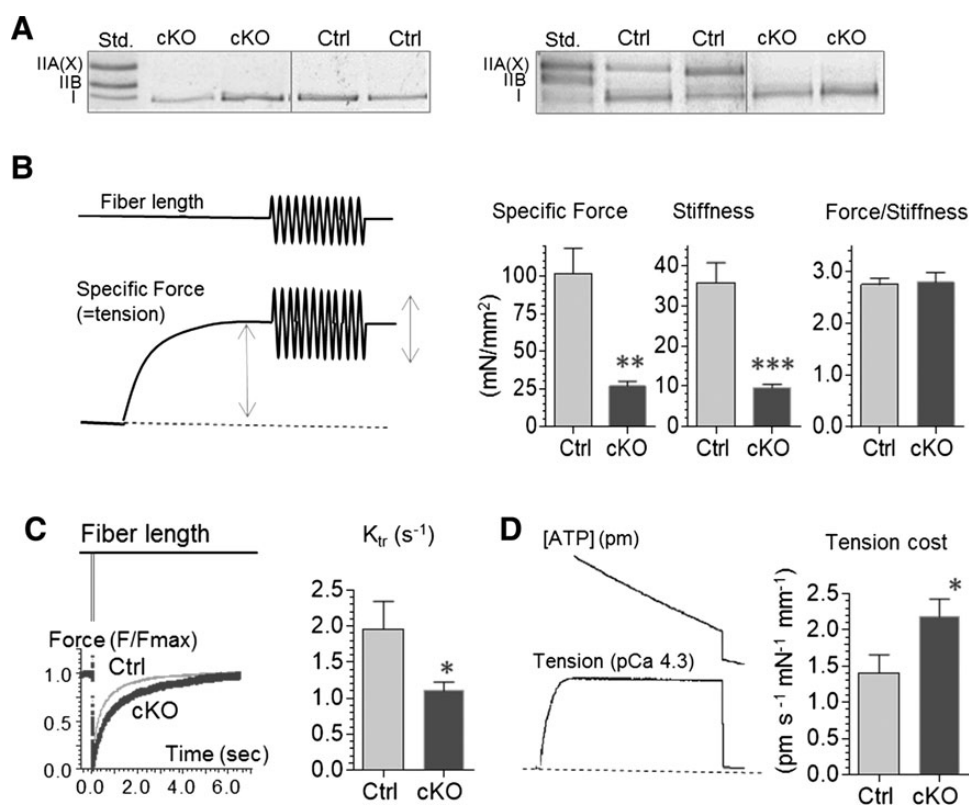 A
Std. cKO cKO Ctrl Ctrl
IIA(X)
IIB
I
Std. Ctrl Ctrl cKO cKO
IIA(X)
IIB
I
B
Fiber length
Specific Force
(=tension)
Specific Force
(mN/mm²)
100
75
50
25
0
**
Ctrl cKO
Stiffness
40
30
20
10
0
***
Ctrl cKO
Force/Stiffness
3.0
2.0
1.0
0.0
Ctrl cKO
C
Fiber length
Force (F/Fmax)
Ctrl
cKO
1.0
0.5
0.0
Time (sec)
0.0 2.0 4.0 6.0
Ktr (s⁻¹)
2.5
2.0
1.5
1.0
0.5
0.0
*
Ctrl cKO
D
[ATP] (pm)
Tension (pCa 4.3)
Tension cost
(pm s⁻¹ mN⁻¹ mm⁻¹)
2.5
2.0
1.5
1.0
0.5
0.0
*
Ctrl cKO